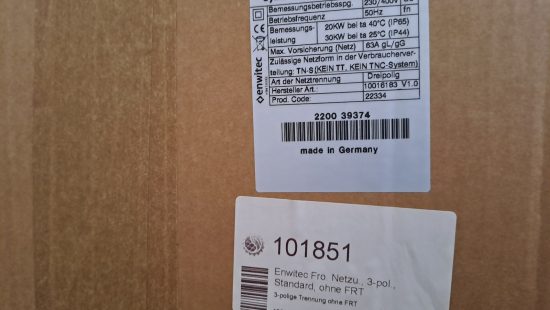 Bemessungsbetriebsspg. 230/400V
Betriebsfrequenz 50Hz fn
Bemessungs- 20KW bei ta 40°C (IP65)
leistung 30KW bei ta 25°C (IP44)
Max. Vorsicherung (Netz) 63A gL/gG
Zulässige Netzform in der Verbraucherver-
teilung: TN-S(KEIN TT, KEIN TNC-System)
Art der Netztrennung Dreipolig
Hersteller Art.: 10016183 V1.0
Prod. Code: 22334
enwitec
2200 39374
made in Germany
101851
Enwitec Fro. Netzu., 3-pol.,
Standard, ohne FRT
3-polige Trennung ohne FRT